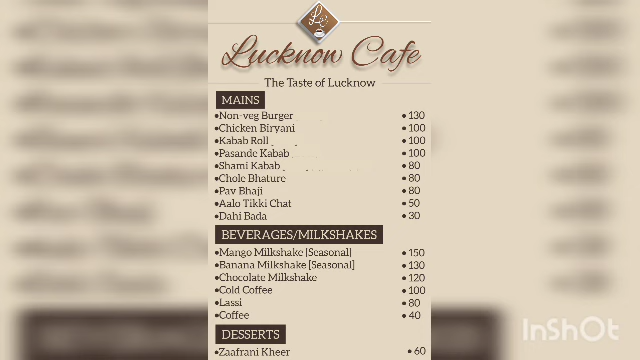 Lc
Lucknow Cafe
The Taste of Lucknow
MAINS
•Non-veg Burger •130
•Chicken Biryani •100
•Kabab Roll •100
•Pasande Kabab •100
•Shami Kabab •80
•Chole Bhature •80
•Pav Bhaji •80
•Aalo Tikki Chat •50
•Dahi Bada •30
BEVERAGES/MILKSHAKES
•Mango Milkshake [Seasonal] •150
•Banana Milkshake [Seasonal] •130
•Chocolate Milkshake •120
•Cold Coffee •100
•Lassi •80
•Coffee •40
DESSERTS
•Zaafrani Kheer •60
InShOt